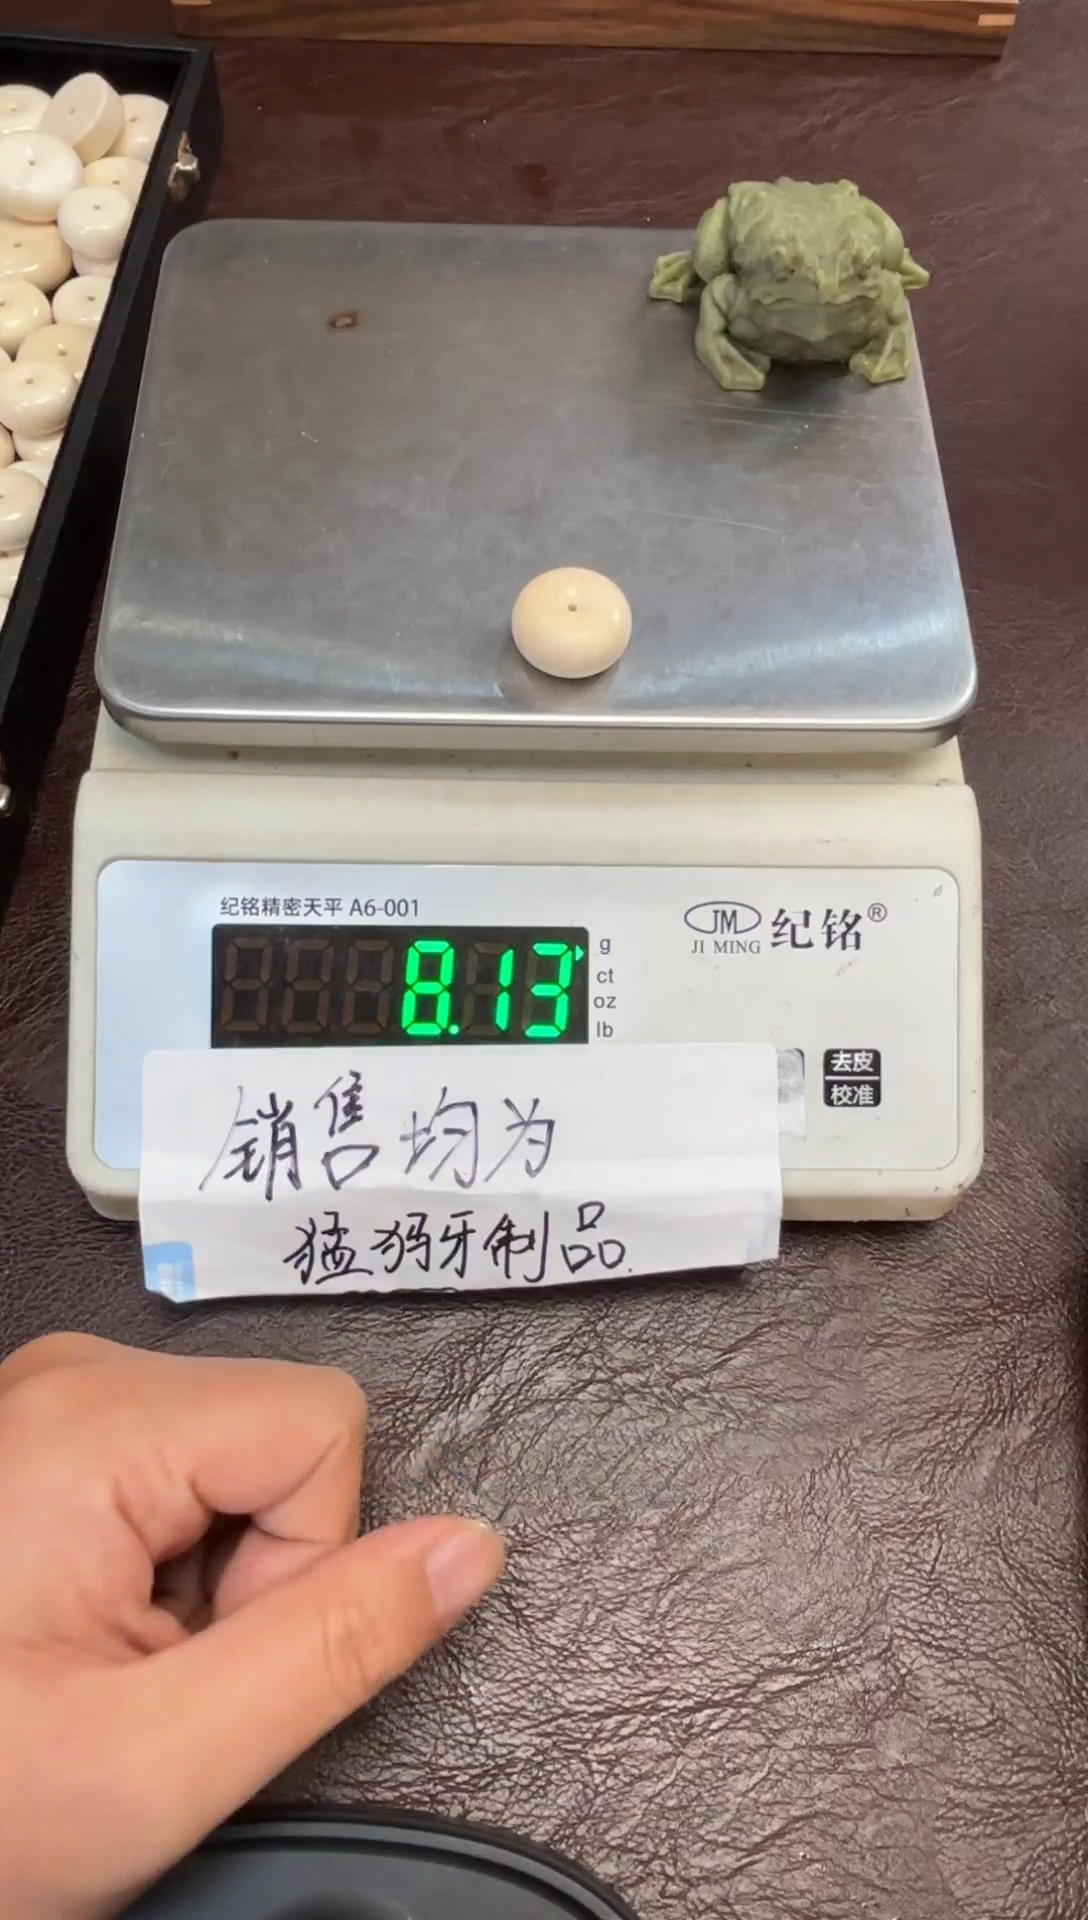 纪铭精密天平 A6-001
JM
JI MING 纪铭®
8.13
g
ct
oz
lb
去皮
校准
销售均为
猛犸牙制品.